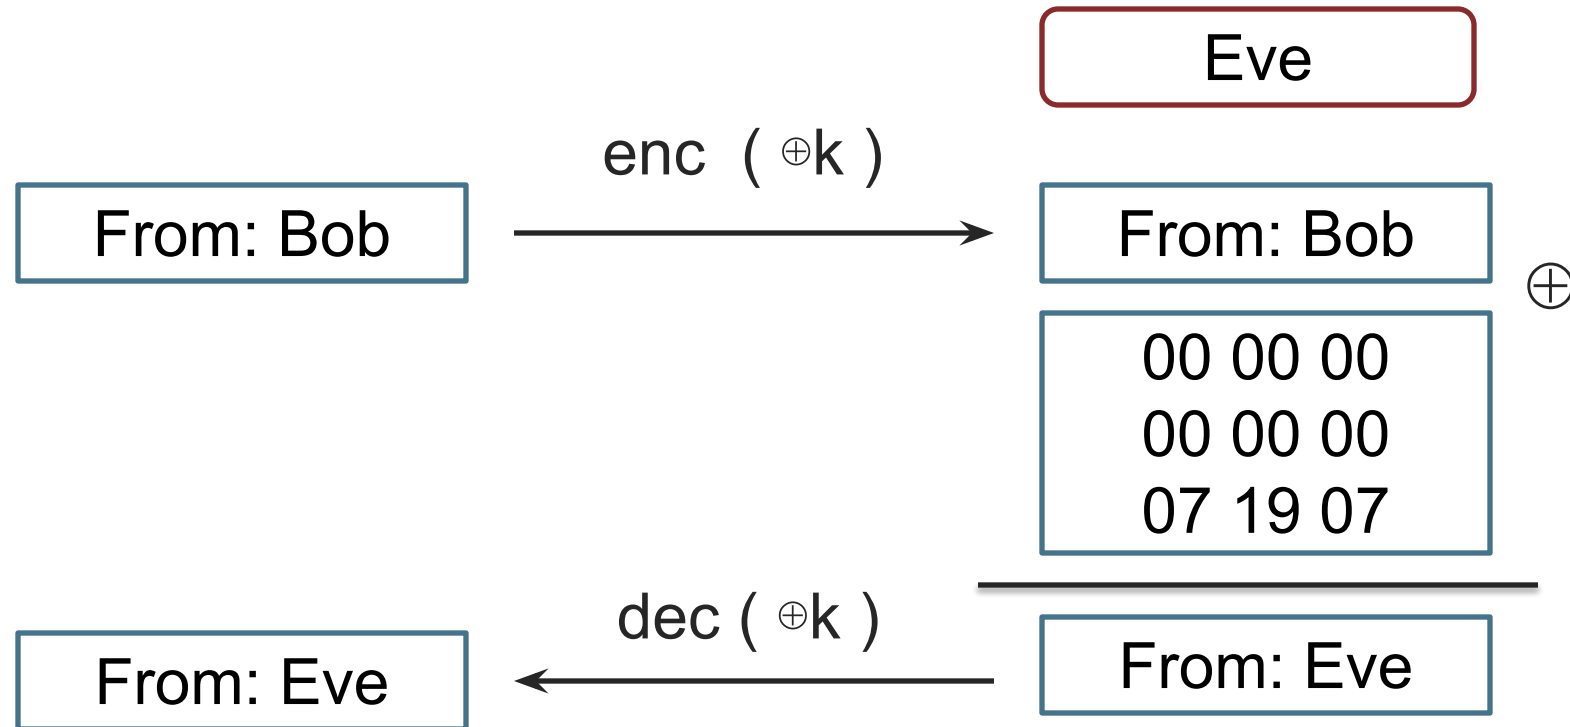 Eve
enc ( ⊕k )
From: Bob
From: Bob
⊕
00 00 00
00 00 00
07 19 07
dec ( ⊕k )
From: Eve
From: Eve